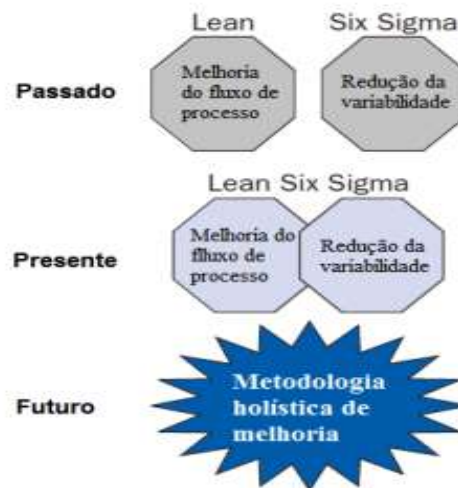 Lean Six Sigma
Passado
Melhoria
do fluxo de
processo
Redução da
variabilidade
Lean Six Sigma
Presente
Melhoria do
flluxo de
processo
Redução da
variabilidade
Futuro
Metodologia
holística de
melhoria